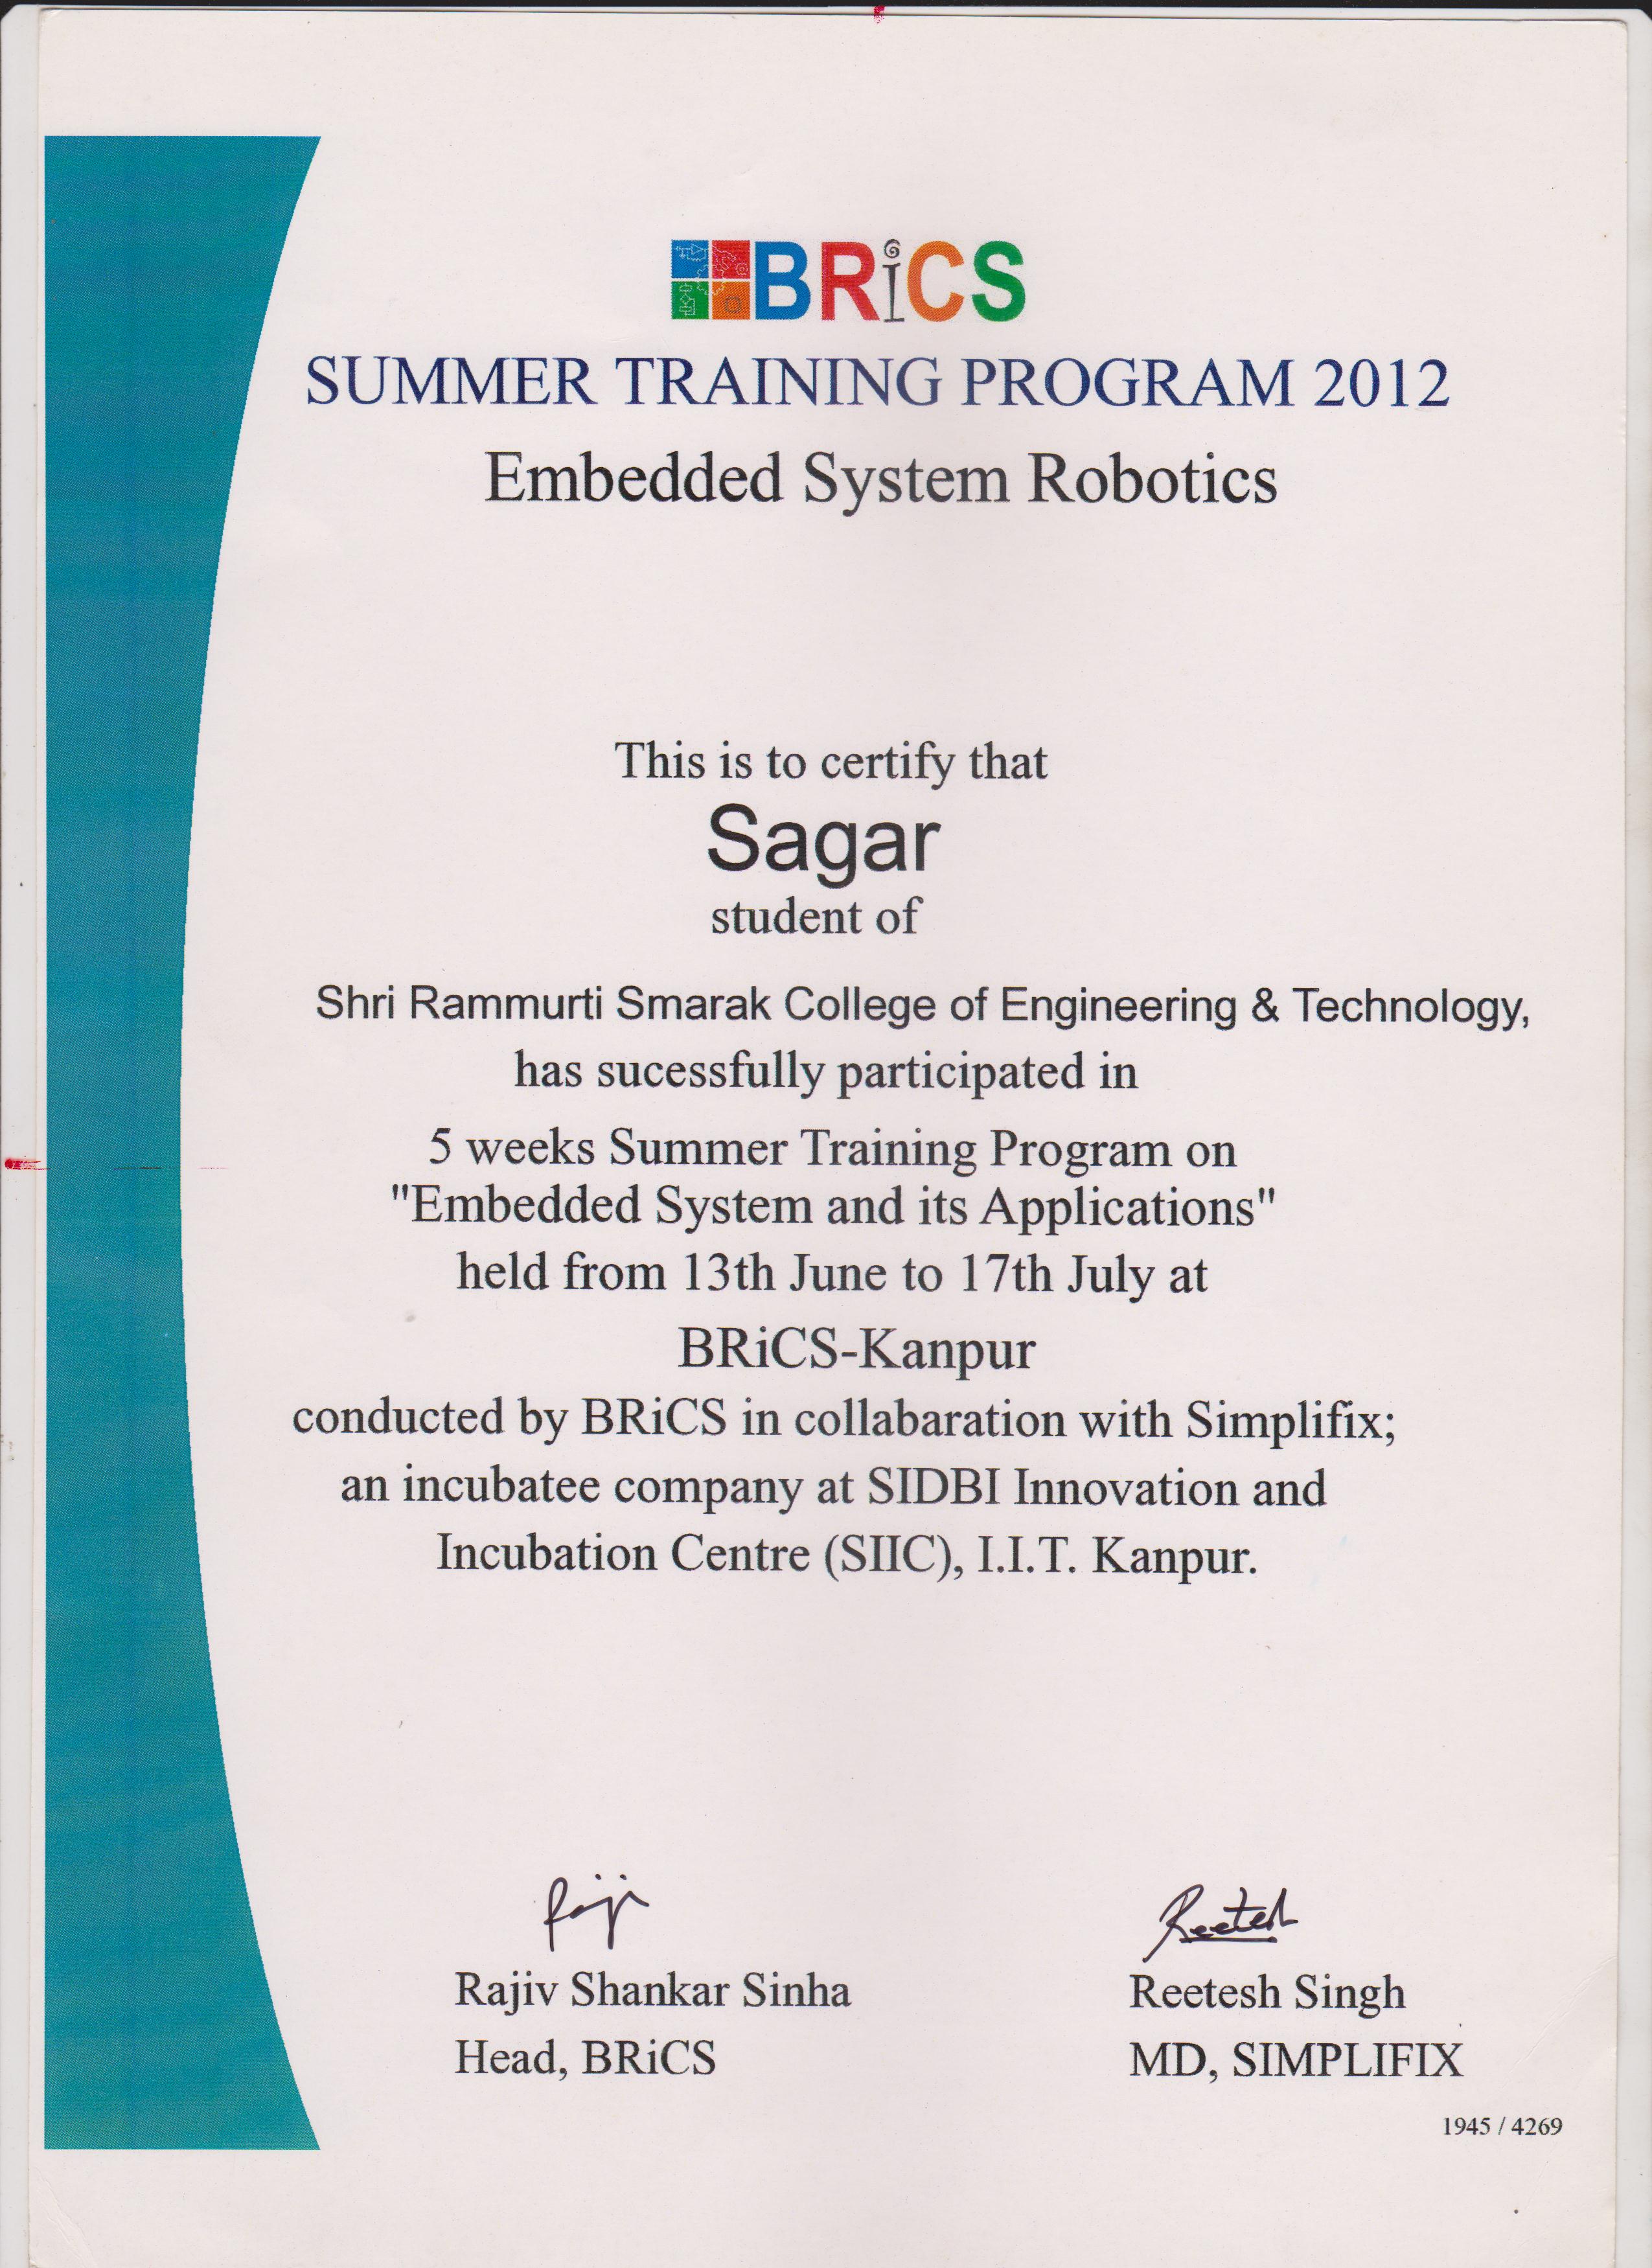 BRiCS
SUMMER TRAINING PROGRAM 2012
Embedded System Robotics
This is to certify that
Sagar
student of
Shri Rammurti Smarak College of Engineering & Technology,
has sucessfully participated in
5 weeks Summer Training Program on
"Embedded System and its Applications"
held from 13th June to 17th July at
BRiCS-Kanpur
conducted by BRiCS in collabaration with Simplifix;
an incubatee company at SIDBI Innovation and
Incubation Centre (SIIC), I.I.T. Kanpur.
Reetesh
Rajiv Shankar Sinha
Reetesh Singh
Head, BRiCS
MD, SIMPLIFIX
1945 / 4269